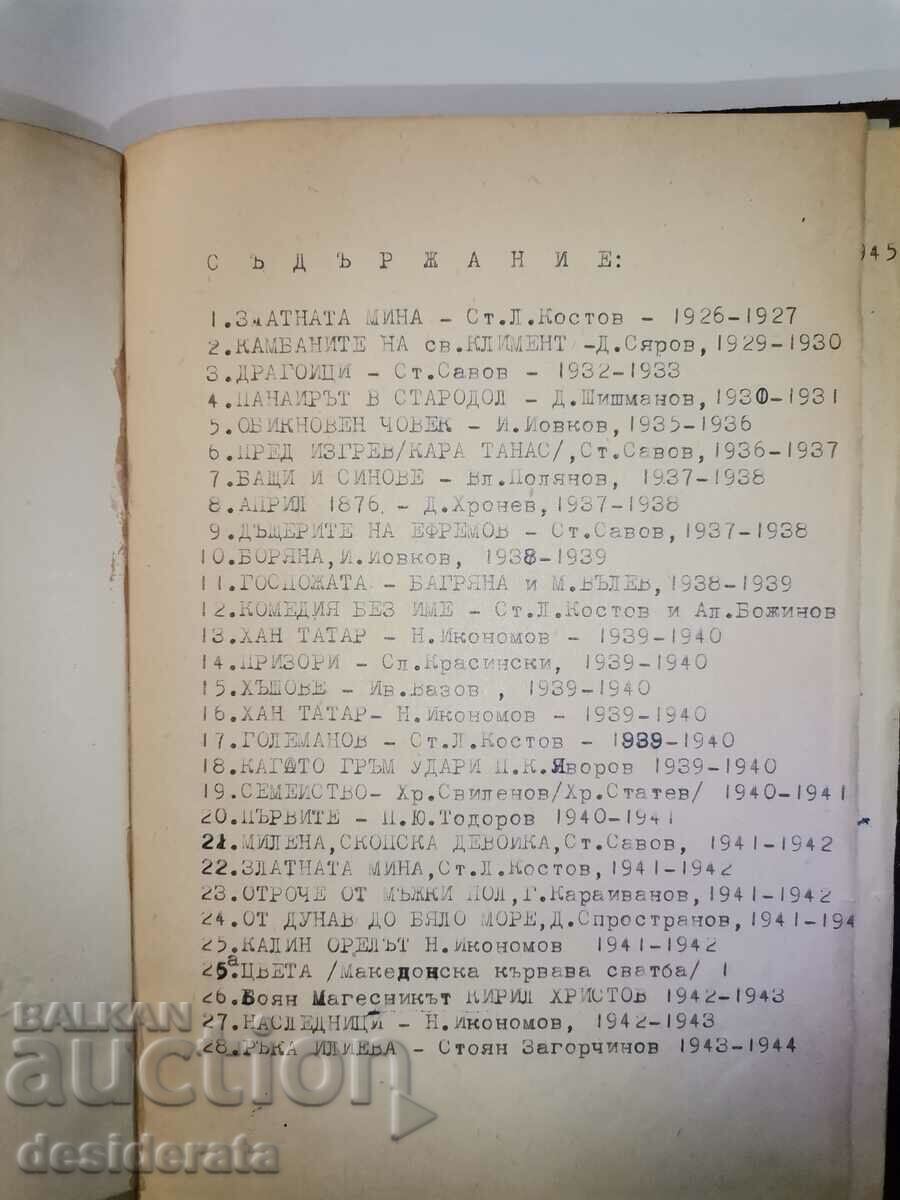 СЪДЪРЖАНИЕ:
945
1.ЗЛАТНАТА МИНА - Ст.Л.Костов - 1926-1927
2.КАМБАНИТЕ НА св.КЛИМЕНТ -Д.Сяров,1929-1930
3.ДРАГОИЦИ - Ст.Савов - 1932-1933
4.ПАНАИРЪТ В СТАРОДОЛ - Д.Шишманов,1930-1931
5.ОБИКНОВЕН ЧОВЕК - И.Иовков,1935-1936
6.ПРЕД ИЗГРЕВ/КАРА ТАНАС/,Ст.Савов,1936-1937
7.БАЩИ И СИНОВЕ - Вл.Полянов, 1937-1938
8.АПРИЛ 1876. - Д.Хронев,1937-1938
9.ДЪЩЕРИТЕ НА ЕФРЕМОВ - Ст.Савов,1937-1938
10.БОРЯНА,И.Иовков, 1938-1939
11.ГОСПОЖАТА - БАГРЯНА и М.ВЪЛЕВ,1938-1939
12.КОМЕДИЯ БЕЗ ИМЕ - Ст.Л.Костов и Ал.Божинов
13.ХАН ТАТАР - Н.Икономов - 1939-1940
14.ПРИЗОРИ - Сл.Красински, 1939-1940
15.ХЪШОВЕ - Ив.Вазов , 1939-1940
16.ХАН ТАТАР- Н.Икономов - 1939-1940
17.ГОЛЕМАНОВ - Ст.Л.Костов - 1939-1940
18.КАГАТО ГРЪМ УДАРИ П.К.Яворов 1939-1940
19.СЕМЕИСТВО- Хр.Свиленов/Хр.Статев/ 1940-1941
20.ПЪРВИТЕ - П.Ю.Тодоров 1940-1941
21.МИЛЕНА,СКОПСКА ДЕВОИКА,Ст.Савов, 1941-1942
22.ЗЛАТНАТА МИНА,Ст.Л.Костов,1941-1942
23.ОТРОЧЕ ОТ МЪЖКИ ПОЛ,Г.Караиванов,1941-1942
24.ОТ ДУНАВ ДО БЯЛО МОРЕ,Д.Спространов,1941-194
25.КАЛИН ОРЕЛЪТ Н.Икономов 1941-1942
25а.ЦВЕТА /Македонска кървава сватба/ 1
26.Боян Магесникът КИРИЛ ХРИСТОВ 1942-1943
27.НАСЛЕДНИЦИ - Н.Икономов, 1942-1943
28.РЪКА ИЛИЕВА - Стоян Загорчинов 1943-1944
BALKAN
auction
desiderata